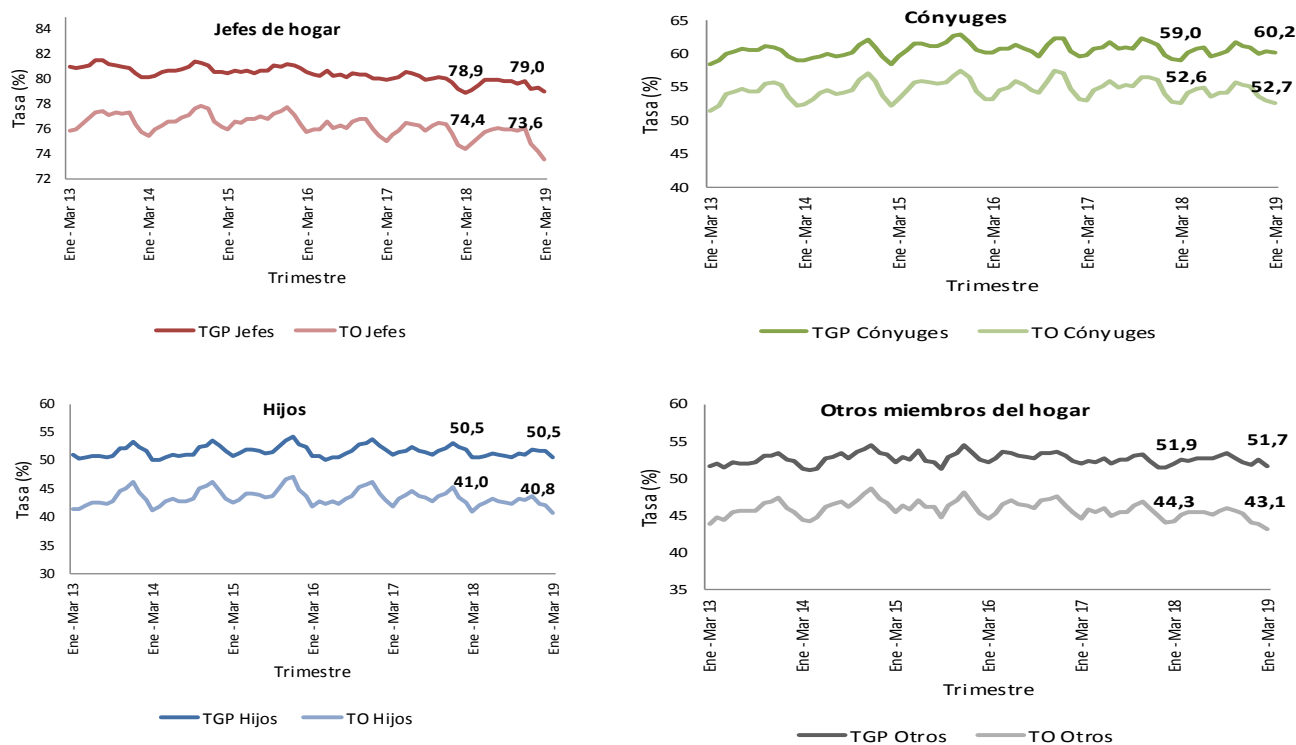 Jefes de hogar
Tasa (%)
84
82
80
78
76
74
72
78,9
79,0
74,4
73,6
Ene - Mar 13
Ene - Mar 14
Ene - Mar 15
Ene - Mar 16
Ene - Mar 17
Ene - Mar 18
Ene - Mar 19
Trimestre
TGP Jefes
TO Jefes
Cónyuges
Tasa (%)
65
60
55
50
45
40
59,0
60,2
52,6
52,7
Ene - Mar 13
Ene - Mar 14
Ene - Mar 15
Ene - Mar 16
Ene - Mar 17
Ene - Mar 18
Ene - Mar 19
Trimestre
TGP Cónyuges
TO Cónyuges
Hijos
Tasa (%)
60
55
50
45
40
35
30
50,5
50,5
41,0
40,8
Ene - Mar 13
Ene - Mar 14
Ene - Mar 15
Ene - Mar 16
Ene - Mar 17
Ene - Mar 18
Ene - Mar 19
Trimestre
TGP Hijos
TO Hijos
Otros miembros del hogar
Tasa (%)
60
55
50
45
40
35
51,9
51,7
44,3
43,1
Ene - Mar 13
Ene - Mar 14
Ene - Mar 15
Ene - Mar 16
Ene - Mar 17
Ene - Mar 18
Ene - Mar 19
Trimestre
TGP Otros
TO Otros